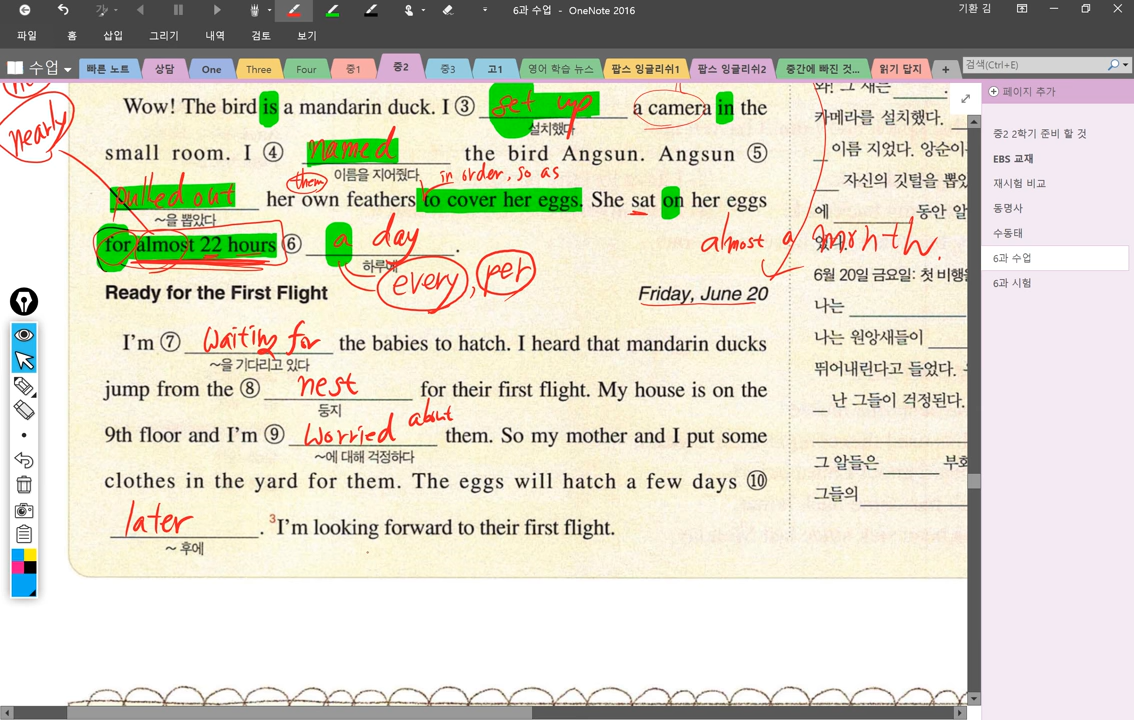 6과 수업 - OneNote 2016
기환 김
파일 홈 삽입 그리기 내역 검토 보기
수업 빠른 노트 상담 One Three Four 중1 중2 중3 고1 영어 학습 뉴스 팝스 잉글리쉬1 팝스 잉글리쉬2 중간에 빠진 것... 읽기 답지 +
검색(Ctrl+E)
페이지 추가
중2 2학기 준비 할 것
EBS 교재
재시험 비교
동명사
수동태
6과 수업
6과 시험
nearly
Wow! The bird is a mandarin duck. I ③ set up a camera in the
설치했다
small room. I ④ named the bird Angsun. Angsun ⑤
이름을 지어줬다
them
in order, so as
pulled out her own feathers to cover her eggs. She sat on her eggs
~을 뽑았다
for almost 22 hours ⑥ a day.
하루에
every, per
almost a month.
Ready for the First Flight Friday, June 20
I'm ⑦ waiting for the babies to hatch. I heard that mandarin ducks
~을 기다리고 있다
jump from the ⑧ nest for their first flight. My house is on the
둥지
9th floor and I'm ⑨ worried about them. So my mother and I put some
~에 대해 걱정하다
clothes in the yard for them. The eggs will hatch a few days ⑩
later. 3I'm looking forward to their first flight.
~ 후에
와! 그 새는
카메라를 설치했다.
이름 지었다. 앙순이
자신의 깃털을 뽑았
에 동안 알
있었다.
6월 20일 금요일: 첫 비행을
나는
나는 원앙새들이
뛰어내린다고 들었다.
난 그들이 걱정된다.
그 알들은 부화
그들의